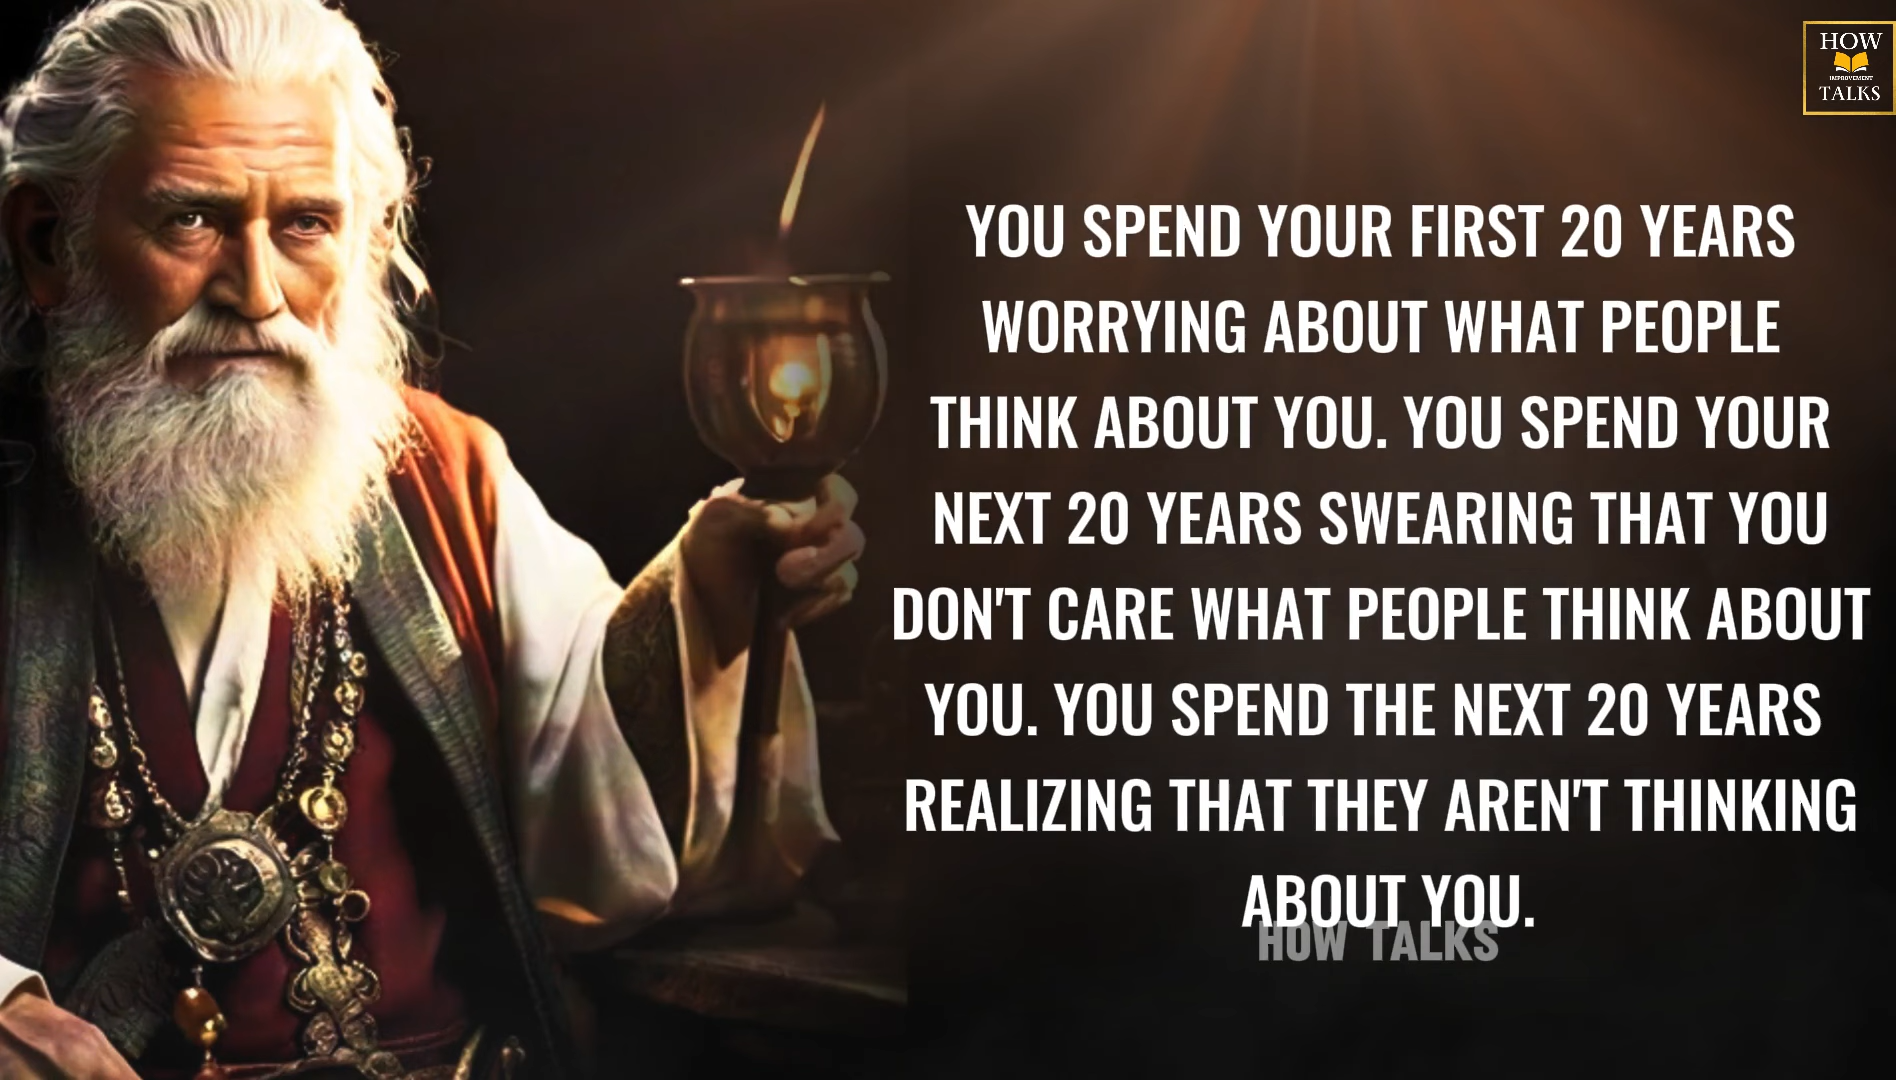 HOW
IMPROVEMENT
TALKS
YOU SPEND YOUR FIRST 20 YEARS
WORRYING ABOUT WHAT PEOPLE
THINK ABOUT YOU. YOU SPEND YOUR
NEXT 20 YEARS SWEARING THAT YOU
DON'T CARE WHAT PEOPLE THINK ABOUT
YOU. YOU SPEND THE NEXT 20 YEARS
REALIZING THAT THEY AREN'T THINKING
ABOUT YOU.
HOW TALKS